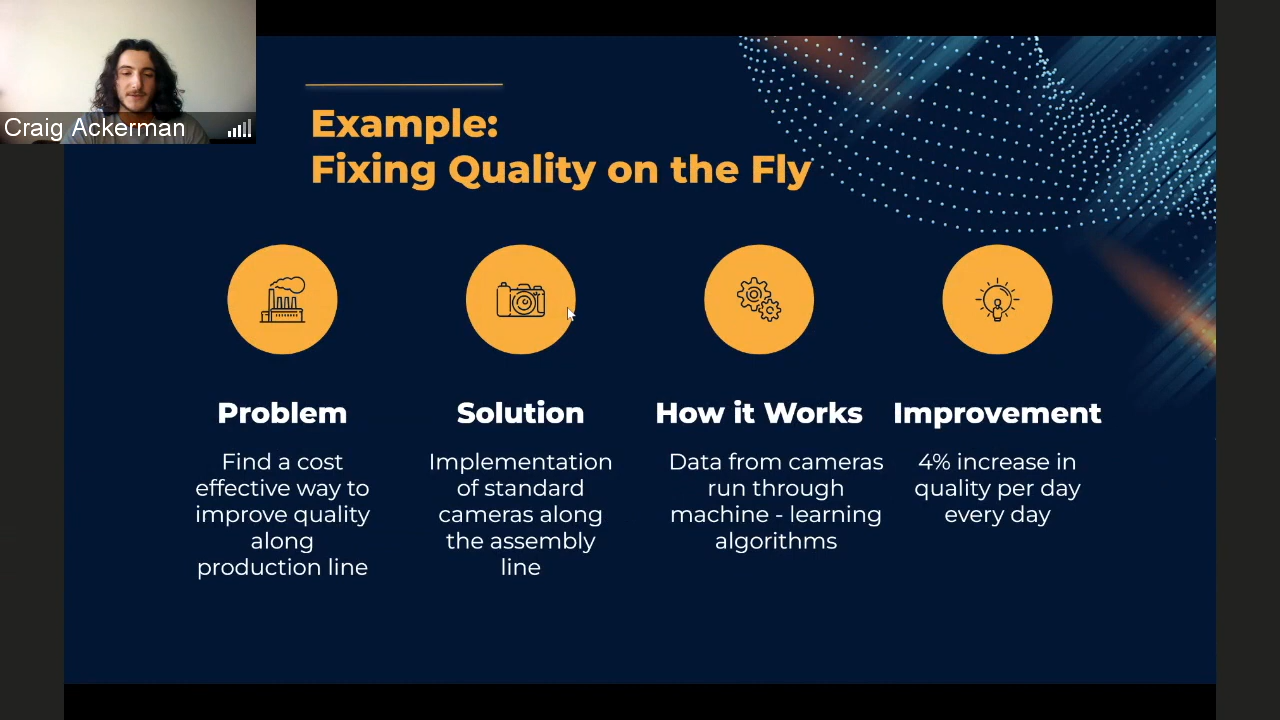 Craig Ackerman
Example:
Fixing Quality on the Fly
Problem
Find a cost
effective way to
improve quality
along
production line
Solution
Implementation
of standard
cameras along
the assembly
line
How it Works
Data from cameras
run through
machine - learning
algorithms
Improvement
4% increase in
quality per day
every day